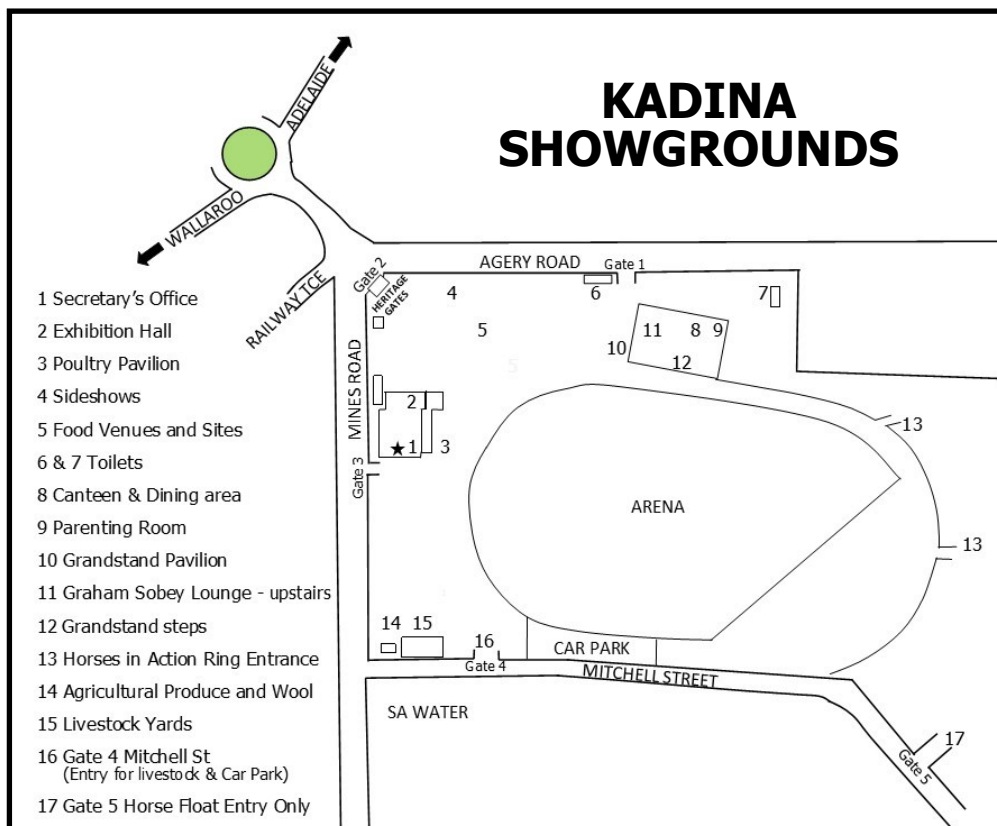 KADINA
SHOWGROUNDS
ADELAIDE
WALLAROO
RAILWAY TCE
AGERY ROAD
Gate 1
Gate 2
HERITAGE
GATES
MINES ROAD
Gate 3
4
5
5
6
7
11
8
9
10
12
2
1
3
13
ARENA
13
14
15
16
CAR PARK
Gate 4
MITCHELL STREET
SA WATER
17
Gate 5
1 Secretary's Office
2 Exhibition Hall
3 Poultry Pavilion
4 Sideshows
5 Food Venues and Sites
6 & 7 Toilets
8 Canteen & Dining area
9 Parenting Room
10 Grandstand Pavilion
11 Graham Sobey Lounge - upstairs
12 Grandstand steps
13 Horses in Action Ring Entrance
14 Agricultural Produce and Wool
15 Livestock Yards
16 Gate 4 Mitchell St
(Entry for livestock & Car Park)
17 Gate 5 Horse Float Entry Only